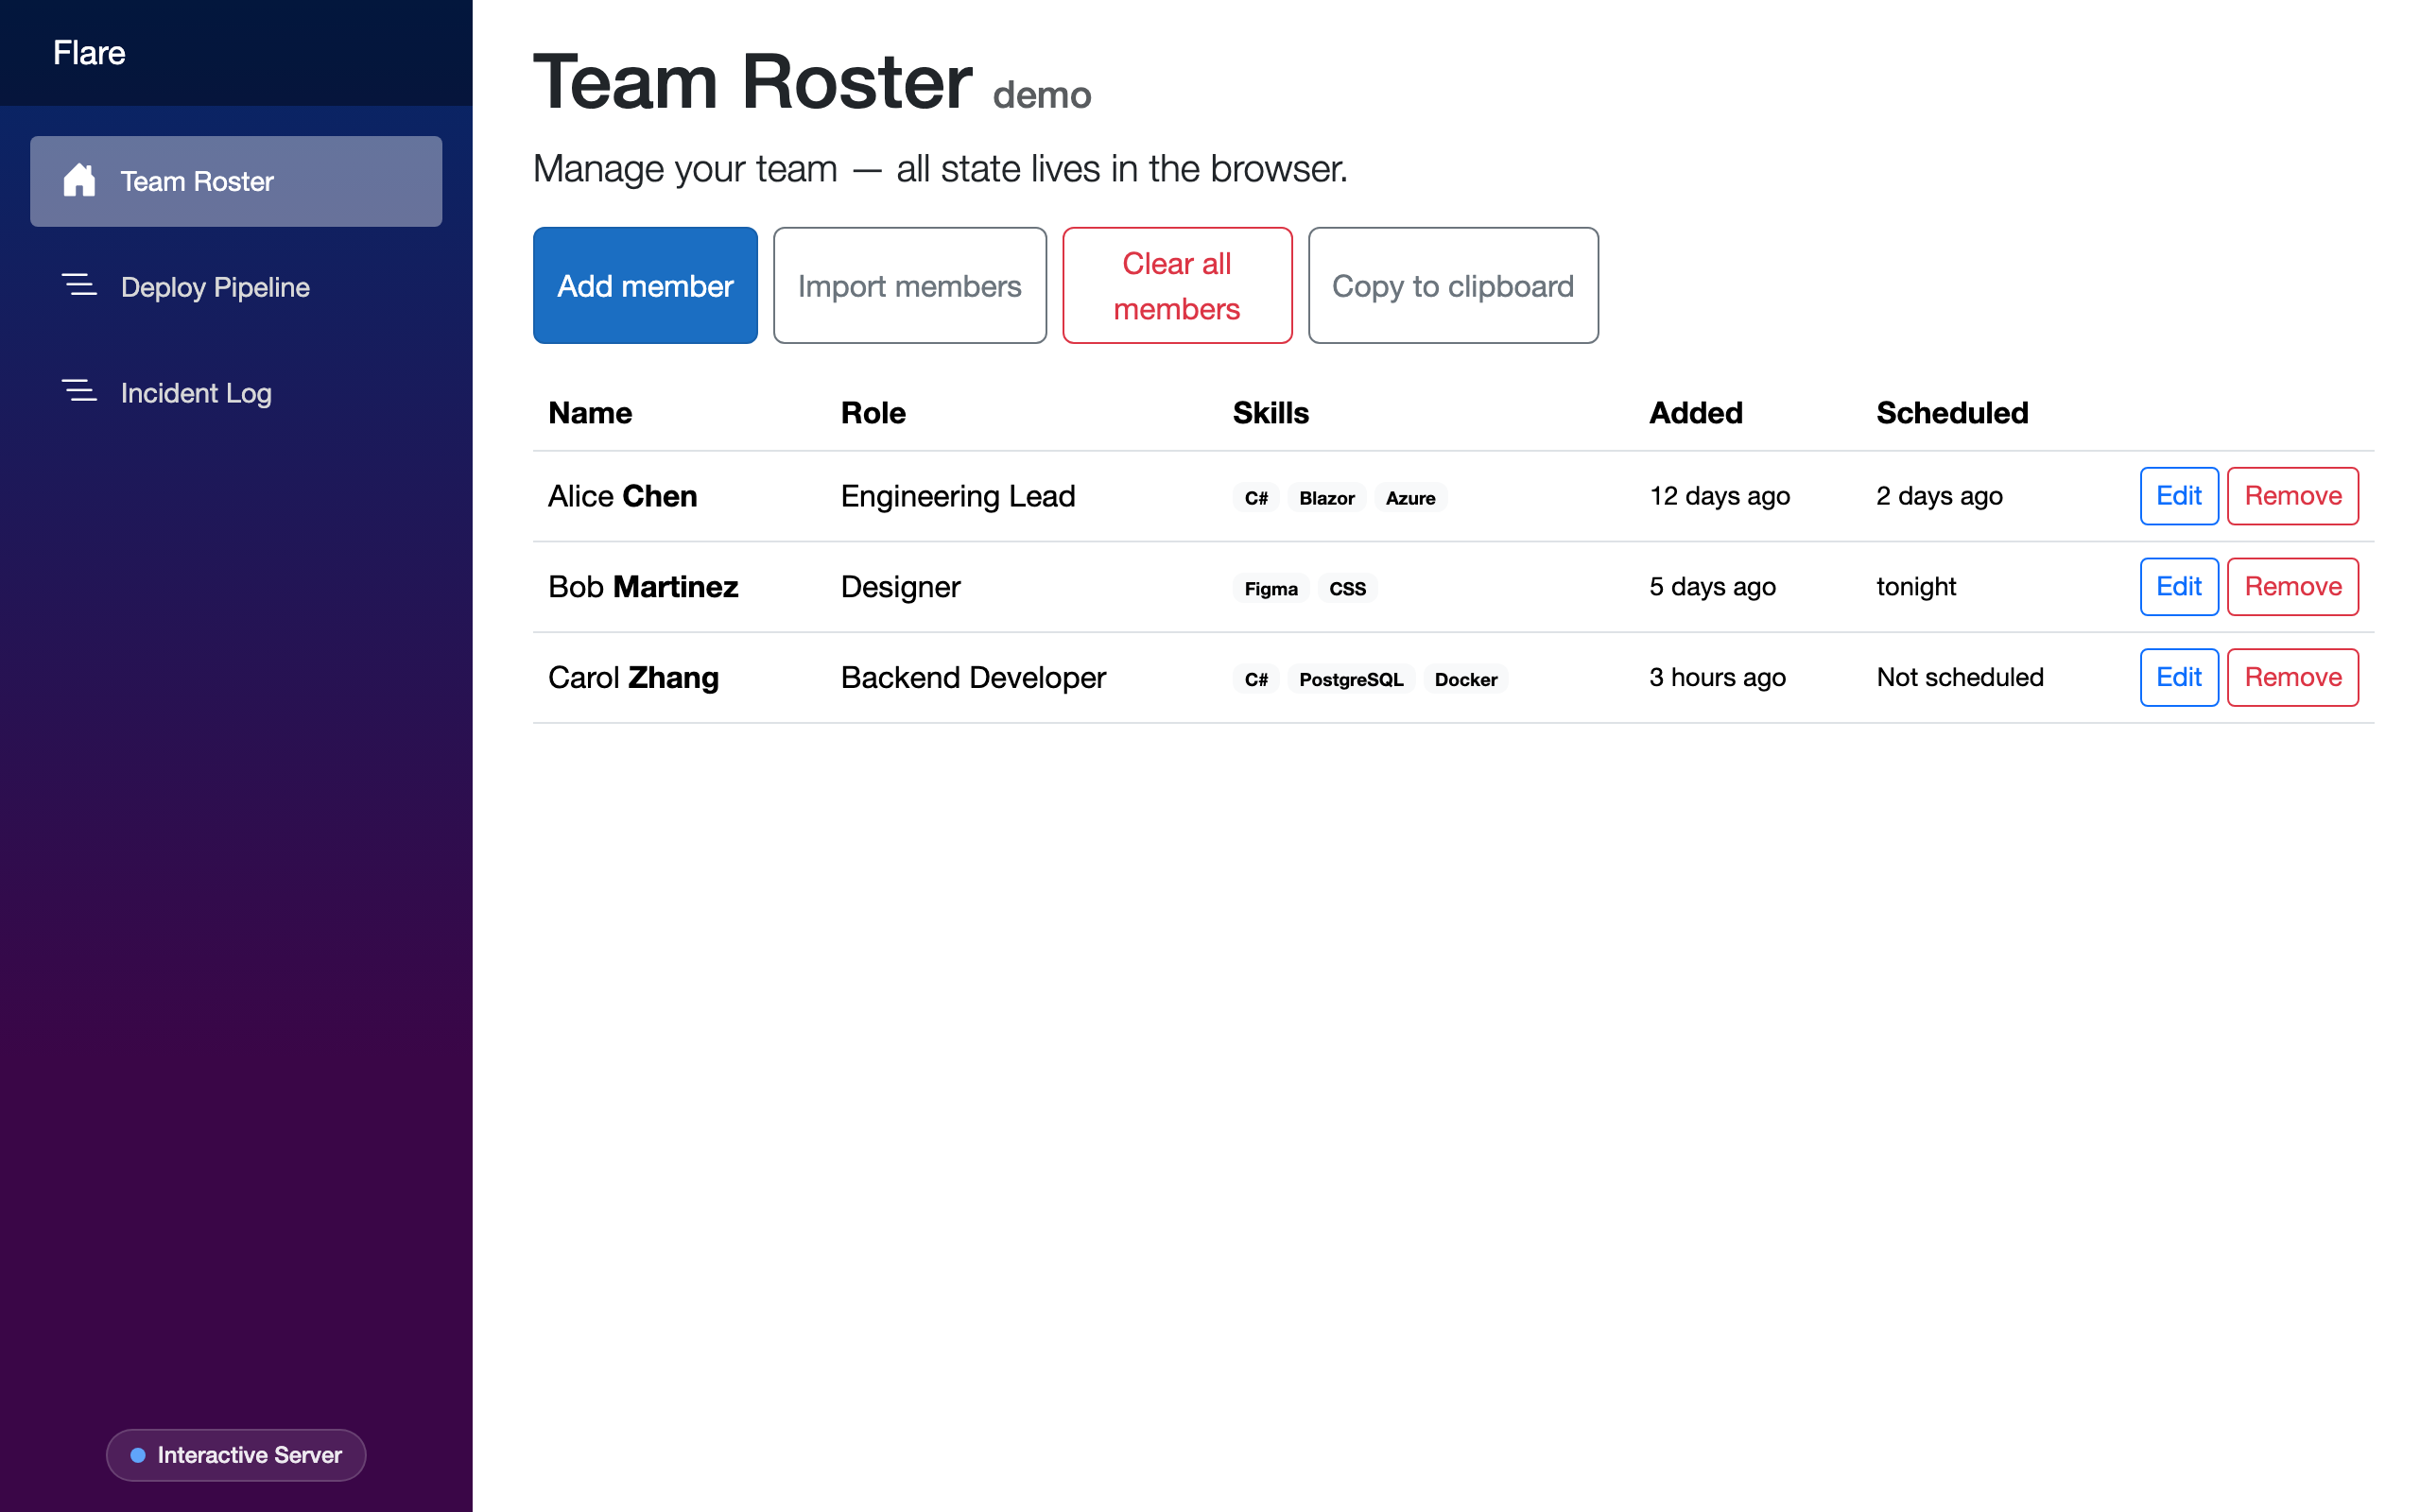 Flare
Team Roster
Deploy Pipeline
Incident Log
Interactive Server
Team Roster demo
Manage your team — all state lives in the browser.
Add member
Import members
Clear all
members
Copy to clipboard
Name Role Skills Added Scheduled
Alice Chen Engineering Lead C# Blazor Azure 12 days ago 2 days ago Edit Remove
Bob Martinez Designer Figma CSS 5 days ago tonight Edit Remove
Carol Zhang Backend Developer C# PostgreSQL Docker 3 hours ago Not scheduled Edit Remove